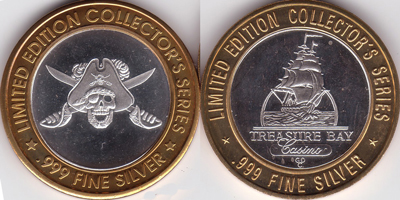 LIMITED EDITION COLLECTOR'S SERIES
★ .999 FINE SILVER ★
LIMITED EDITION COLLECTOR'S SERIES
TREASURE BAY
Casino
★ .999 FINE SILVER ★